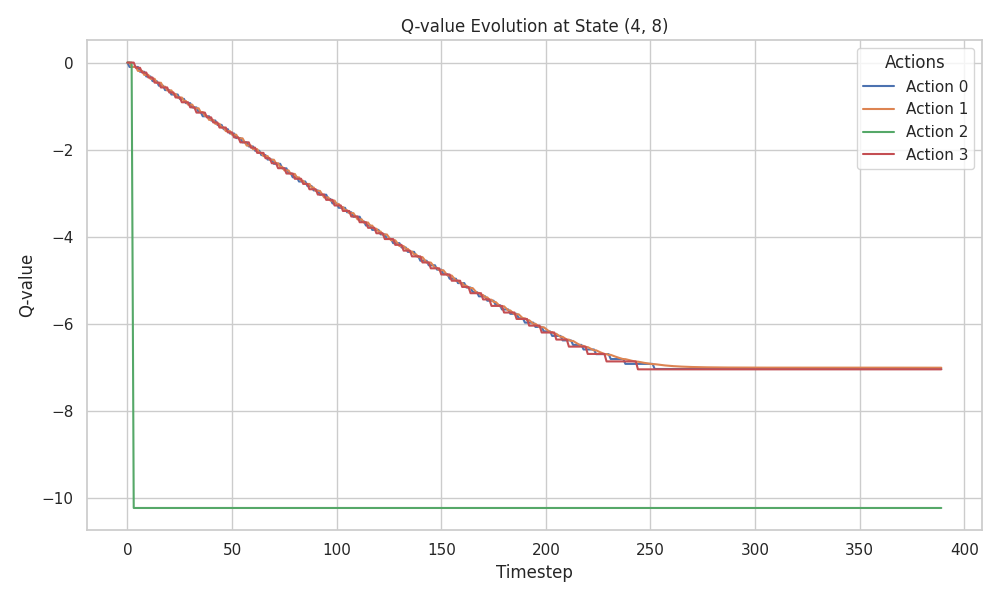 Q-value Evolution at State (4, 8)
Actions
Action 0
Action 1
Action 2
Action 3
Q-value
0
−2
−4
−6
−8
−10
0 50 100 150 200 250 300 350 400
Timestep